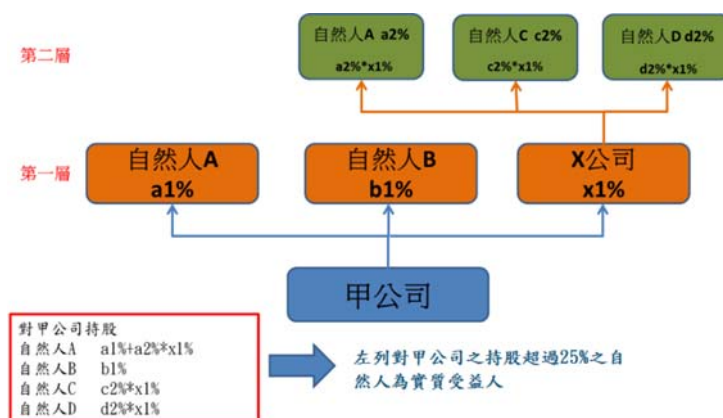 第二層
自然人A a2%
a2%*x1%
自然人C c2%
c2%*x1%
自然人D d2%
d2%*x1%
第一層
自然人A
a1%
自然人B
b1%
X公司
x1%
甲公司
對甲公司持股
自然人A a1%+a2%*x1%
自然人B b1%
自然人C c2%*x1%
自然人D d2%*x1%
左列對甲公司之持股超過25%之自
然人為實質受益人